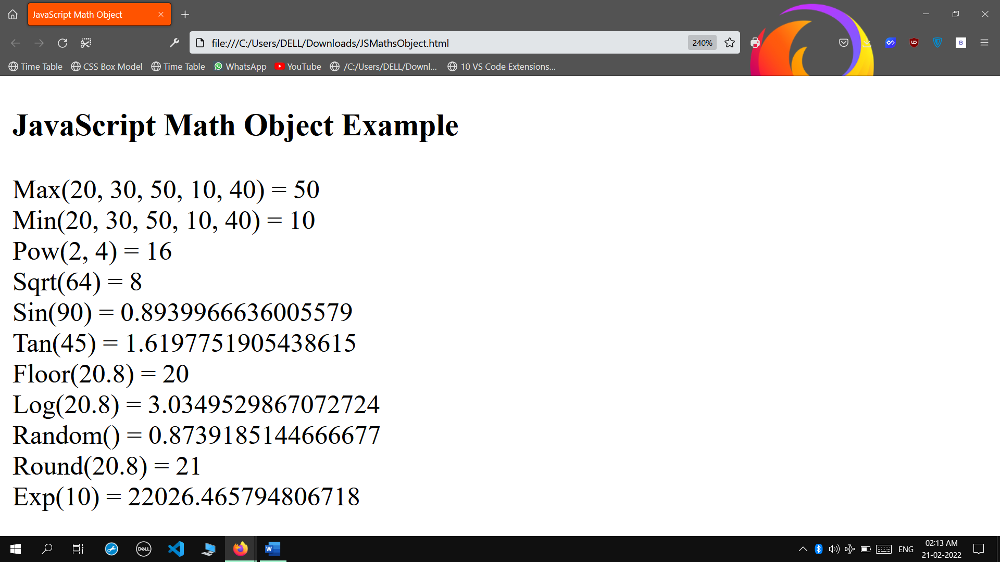 JavaScript Math Object
file:///C:/Users/DELL/Downloads/JSMathsObject.html 240%
Time Table CSS Box Model Time Table WhatsApp YouTube /C:/Users/DELL/Downl... 10 VS Code Extensions...
JavaScript Math Object Example
Max(20, 30, 50, 10, 40) = 50
Min(20, 30, 50, 10, 40) = 10
Pow(2, 4) = 16
Sqrt(64) = 8
Sin(90) = 0.8939966636005579
Tan(45) = 1.6197751905438615
Floor(20.8) = 20
Log(20.8) = 3.0349529867072724
Random() = 0.8739185144666677
Round(20.8) = 21
Exp(10) = 22026.465794806718
DELL
W
ENG
02:13 AM
21-02-2022